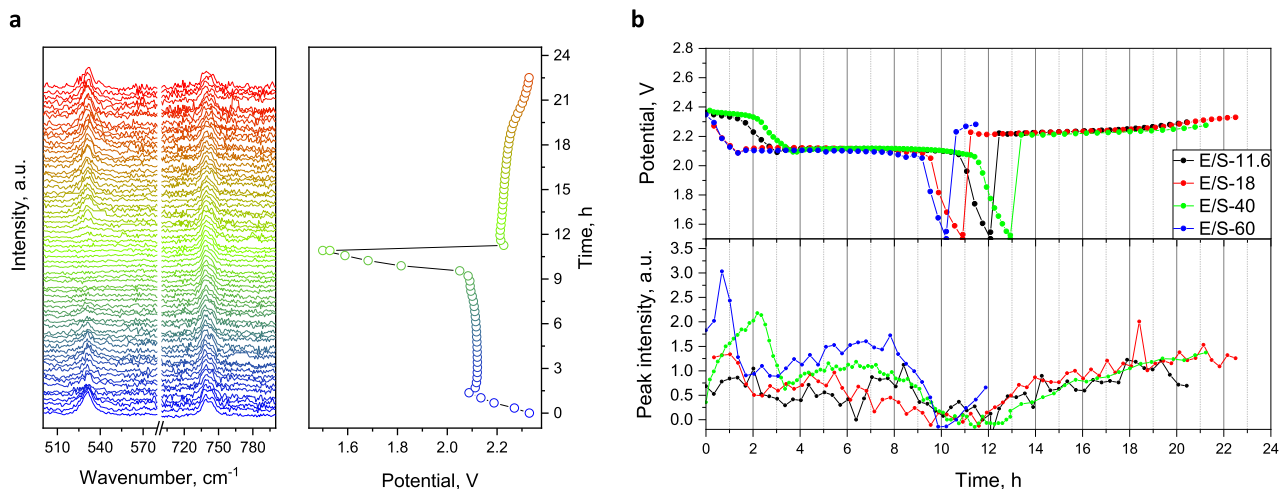 a
Intensity, a.u.
510 540 570 720 750 780
Wavenumber, cm-1
1.6 1.8 2.0 2.2
Potential, V
24
21
18
15
12
9
6
3
0
Time, h
b
2.8
2.6
2.4
2.2
2.0
1.8
1.6
Potential, V
E/S-11.6
E/S-18
E/S-40
E/S-60
3.5
3.0
2.5
2.0
1.5
1.0
0.5
0.0
Peak intensity, a.u.
0 2 4 6 8 10 12 14 16 18 20 22 24
Time, h